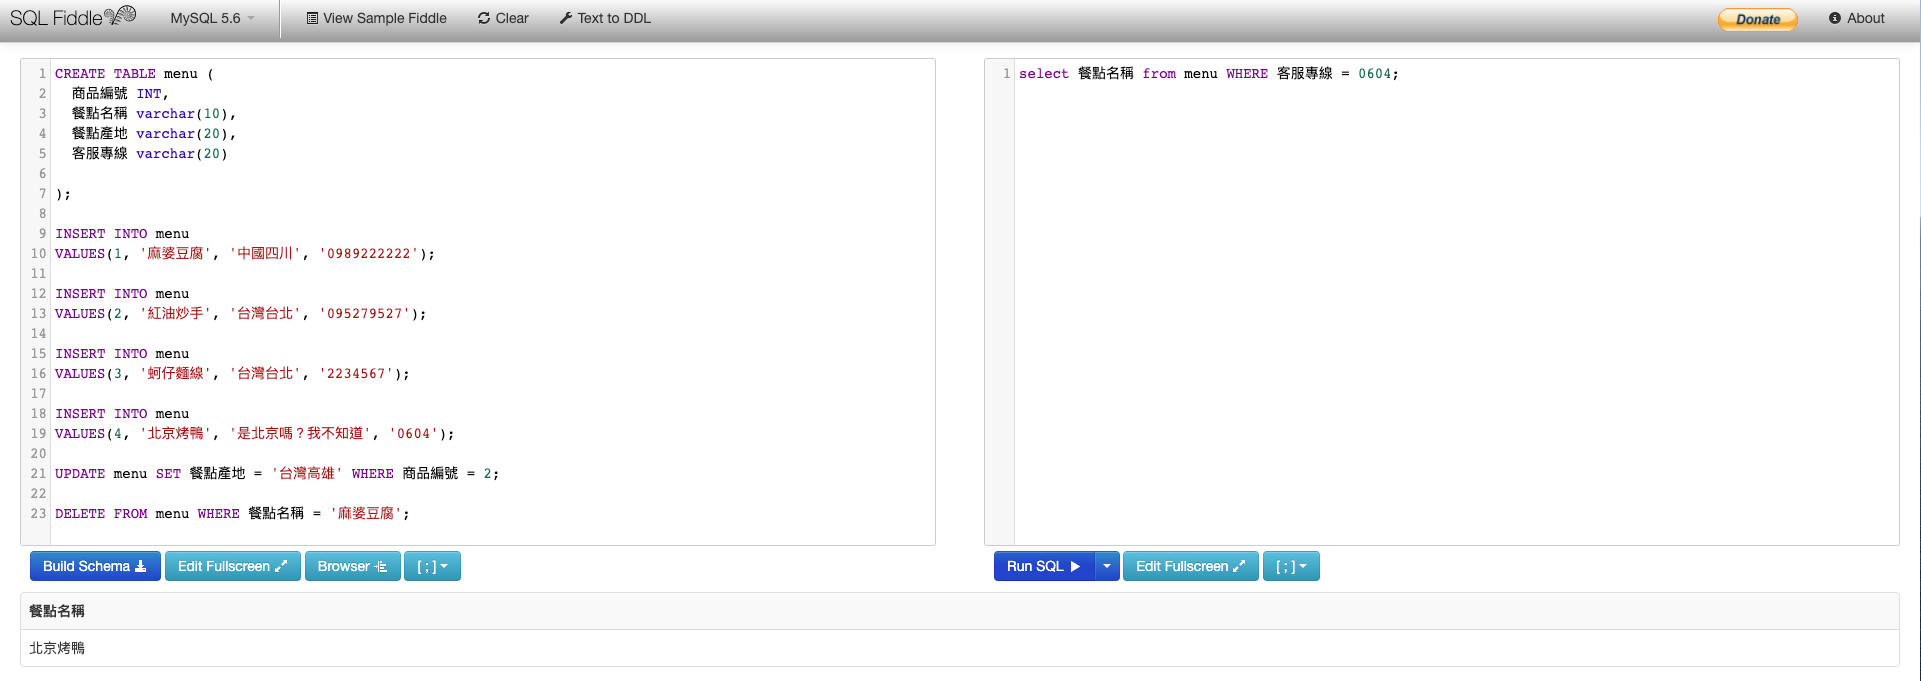 SQL Fiddle MySQL 5.6 View Sample Fiddle Clear Text to DDL Donate About
1 CREATE TABLE menu (
2 商品編號 INT,
3 餐點名稱 varchar(10),
4 餐點產地 varchar(20),
5 客服專線 varchar(20)
6
7 );
8
9 INSERT INTO menu
10 VALUES(1, '麻婆豆腐', '中國四川', '0989222222');
11
12 INSERT INTO menu
13 VALUES(2, '紅油炒手', '台灣台北', '095279527');
14
15 INSERT INTO menu
16 VALUES(3, '蚵仔麵線', '台灣台北', '2234567');
17
18 INSERT INTO menu
19 VALUES(4, '北京烤鴨', '是北京嗎？我不知道', '0604');
20
21 UPDATE menu SET 餐點產地 = '台灣高雄' WHERE 商品編號 = 2;
22
23 DELETE FROM menu WHERE 餐點名稱 = '麻婆豆腐';
Build Schema Edit Fullscreen Browser [ ; ]
1 select 餐點名稱 from menu WHERE 客服專線 = 0604;
Run SQL Edit Fullscreen [ ; ]
餐點名稱
北京烤鴨